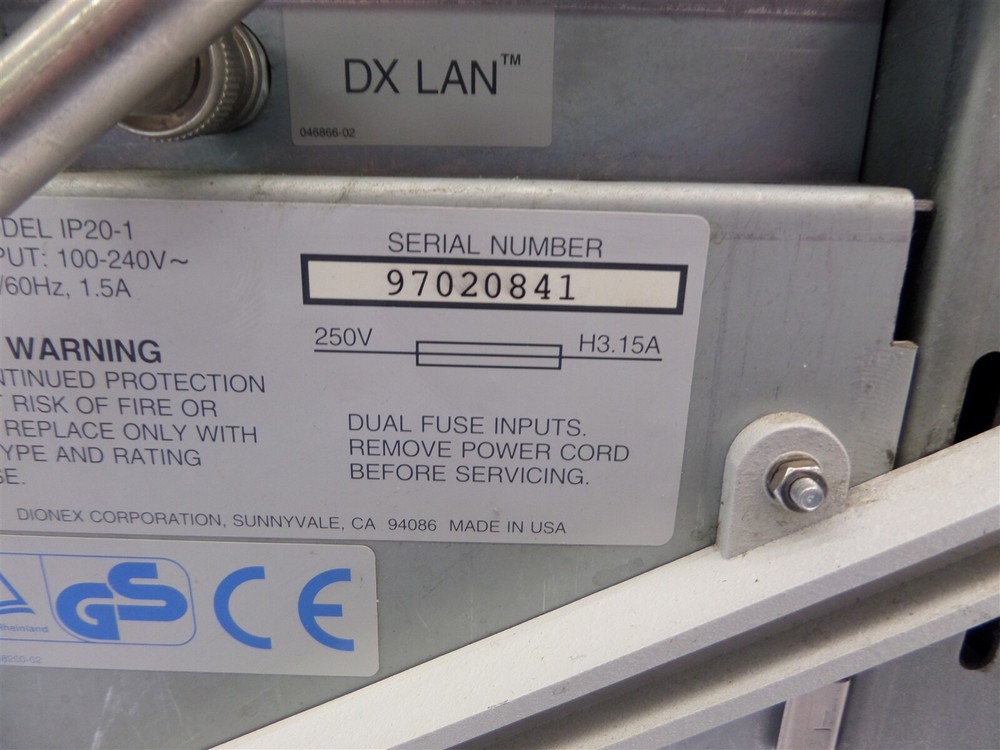 DX LAN™
046866-02
DEL IP20-1
PUT: 100-240V~
/60Hz, 1.5A
SERIAL NUMBER
97020841
250V H3.15A
WARNING
NTINUED PROTECTION
RISK OF FIRE OR
REPLACE ONLY WITH
YPE AND RATING
SE.
DUAL FUSE INPUTS.
REMOVE POWER CORD
BEFORE SERVICING.
DIONEX CORPORATION, SUNNYVALE, CA 94086 MADE IN USA
Rheinland
GS
CE